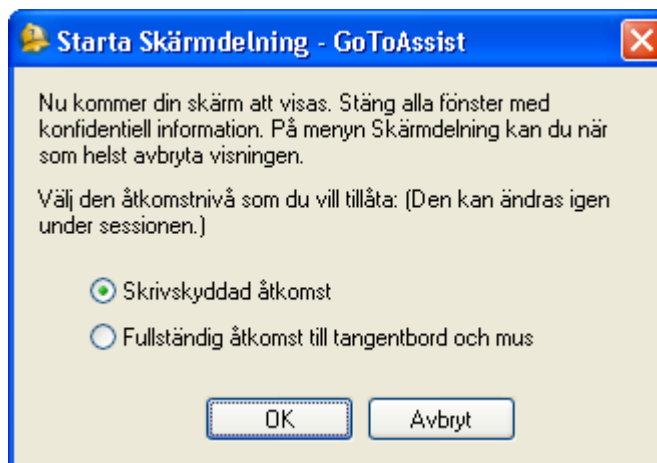 Starta Skärmdelning - GoToAssist
Nu kommer din skärm att visas. Stäng alla fönster med
konfidentiell information. På menyn Skärmdelning kan du när
som helst avbryta visningen.
Välj den åtkomstnivå som du vill tillåta: (Den kan ändras igen
under sessionen.)
Skrivskyddad åtkomst
Fullständig åtkomst till tangentbord och mus
OK
Avbryt